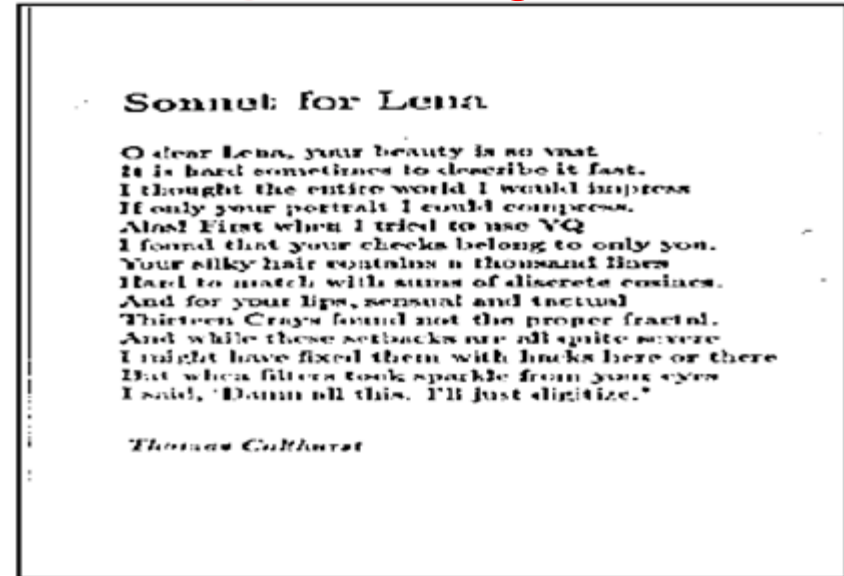 Sonnet for Lena
O dear Lena, your beauty is so vast
It is hard sometimes to describe it fast.
I thought the entire world I would impress
If only your portrait I could compress.
Alas! First when I tried to use VQ
I found that your cheeks belong to only you.
Your silky hair contains a thousand lines
Hard to match with sums of discrete cosines.
And for your lips, sensual and tactual
Thirteen Crays found not the proper fractal.
And while these setbacks are all quite severe
I might have fixed them with hacks here or there
But when filters took sparkle from your eyes
I said, "Damn all this. I'll just digitize."
Thomas Colthurst